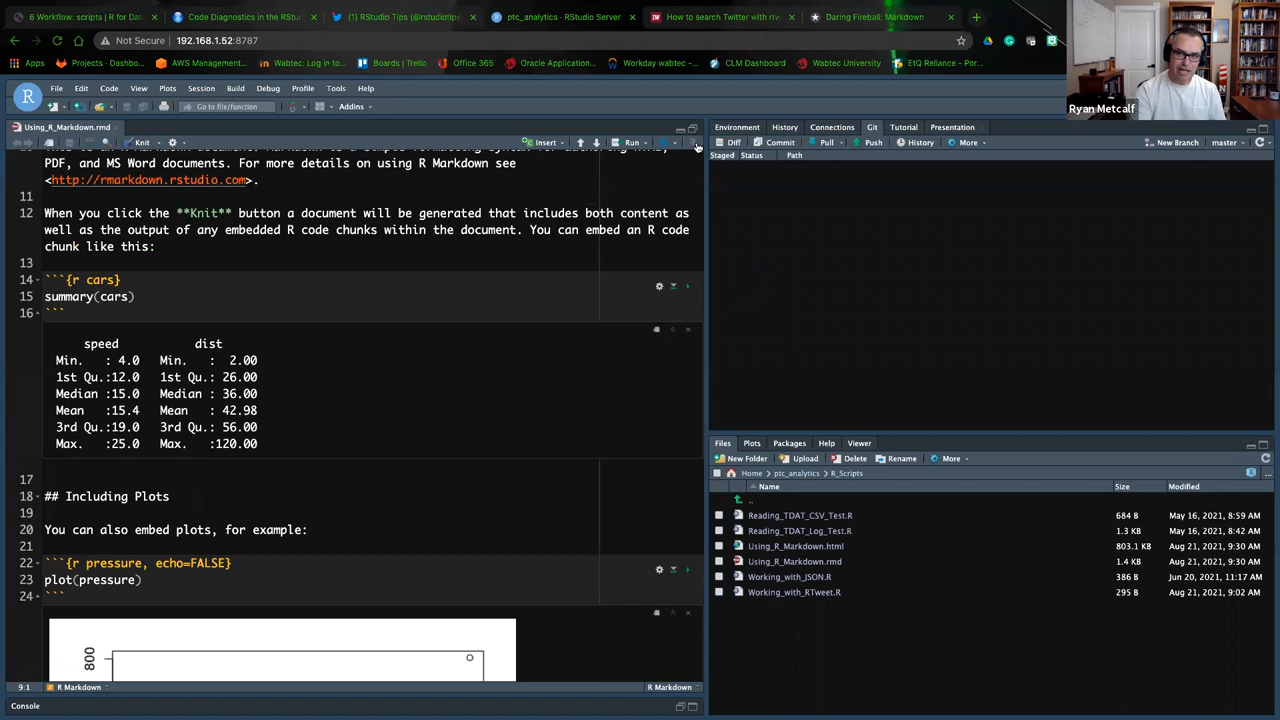 6 Workflow: scripts | R for Data
Code Diagnostics in the RStud
(1) RStudio Tips (@rstudiotips
ptc_analytics - RStudio Server
How to search Twitter with rtw
Daring Fireball: Markdown
Not Secure 192.168.1.52:8787
Apps
Projects - Dashbo...
AWS Management...
Wabtec: Log in to...
Boards | Trello
Office 365
Oracle Application...
Workday wabtec -...
CLM Dashboard
Wabtec University
EtQ Reliance - Por...
Ryan Metcalf
File Edit Code View Plots Session Build Debug Profile Tools Help
Go to file/function
Addins
Using_R_Markdown.rmd
Knit
Insert
Run
PDF, and MS Word documents. For more details on using R Markdown see
<http://rmarkdown.rstudio.com>.
11
12 When you click the **Knit** button a document will be generated that includes both content as
well as the output of any embedded R code chunks within the document. You can embed an R code
chunk like this:
13
14 ```{r cars}
15 summary(cars)
16 ```
speed dist
Min. : 4.0 Min. : 2.00
1st Qu.:12.0 1st Qu.: 26.00
Median :15.0 Median : 36.00
Mean :15.4 Mean : 42.98
3rd Qu.:19.0 3rd Qu.: 56.00
Max. :25.0 Max. :120.00
17
18 ## Including Plots
19
20 You can also embed plots, for example:
21
22 ```{r pressure, echo=FALSE}
23 plot(pressure)
24 ```
800
9:1 R Markdown
R Markdown
Console
Environment History Connections Git Tutorial Presentation
Diff Commit Pull Push History More New Branch master
Staged Status Path
Files Plots Packages Help Viewer
New Folder Upload Delete Rename More
Home ptc_analytics R_Scripts
Name Size Modified
..
Reading_TDAT_CSV_Test.R 684 B May 16, 2021, 8:59 AM
Reading_TDAT_Log_Test.R 1.3 KB May 16, 2021, 8:42 AM
Using_R_Markdown.html 803.1 KB Aug 21, 2021, 9:30 AM
Using_R_Markdown.rmd 1.4 KB Aug 21, 2021, 9:30 AM
Working_with_JSON.R 386 B Jun 20, 2021, 11:17 AM
Working_with_RTweet.R 295 B Aug 21, 2021, 9:02 AM